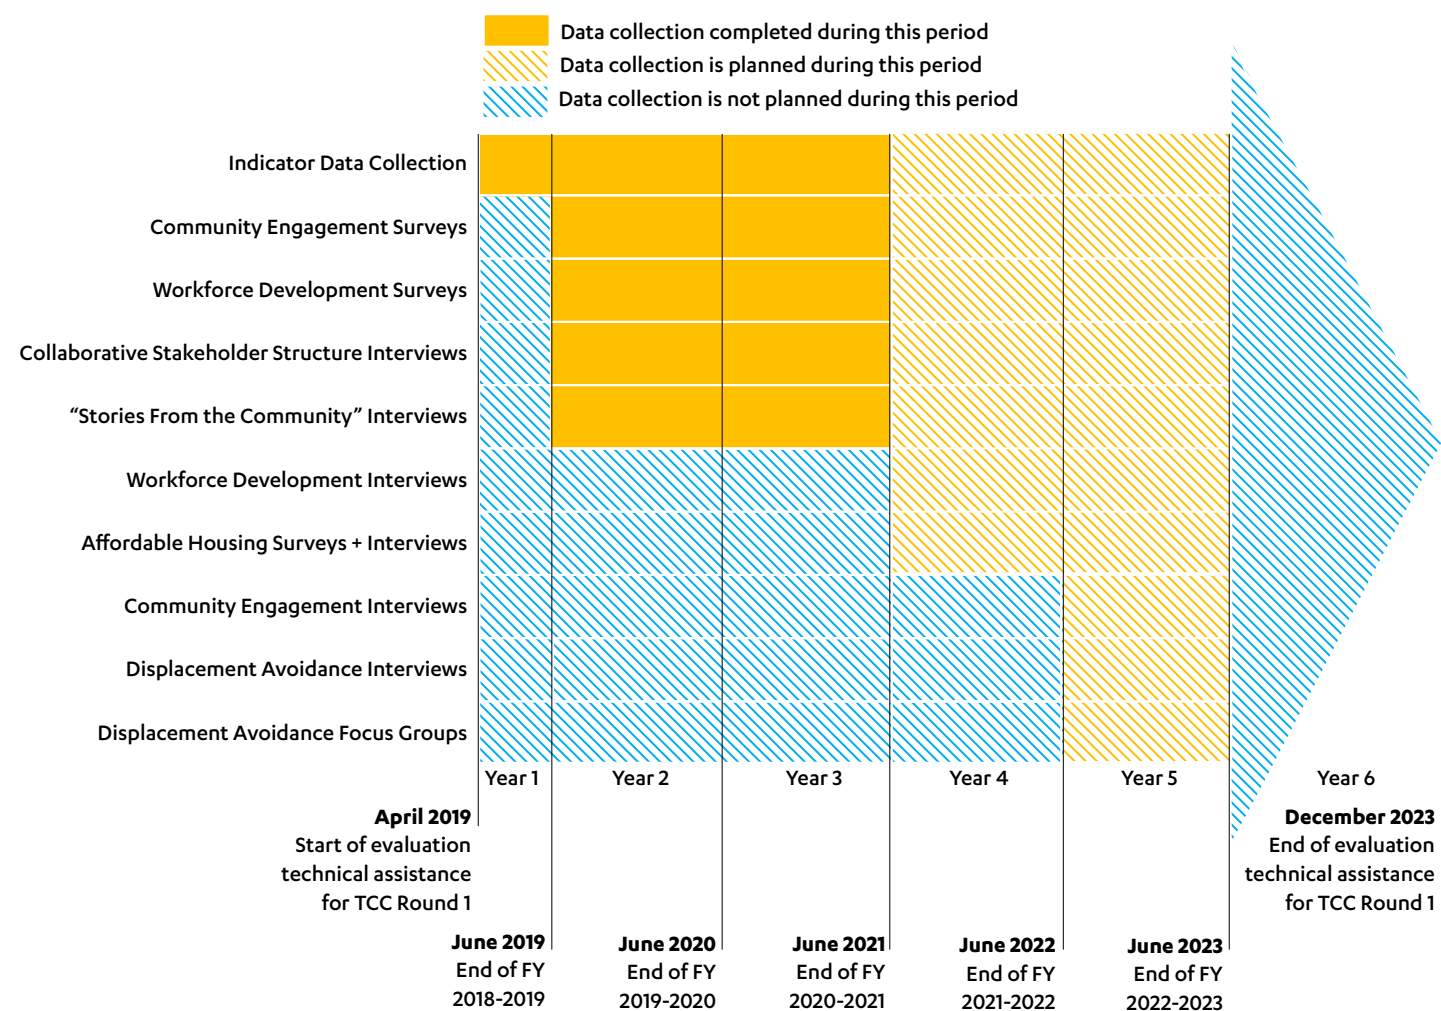 Data collection completed during this period
Data collection is planned during this period
Data collection is not planned during this period
Indicator Data Collection
Community Engagement Surveys
Workforce Development Surveys
Collaborative Stakeholder Structure Interviews
“Stories From the Community” Interviews
Workforce Development Interviews
Affordable Housing Surveys + Interviews
Community Engagement Interviews
Displacement Avoidance Interviews
Displacement Avoidance Focus Groups
Year 1
Year 2
Year 3
Year 4
Year 5
Year 6
April 2019
Start of evaluation
technical assistance
for TCC Round 1
December 2023
End of evaluation
technical assistance
for TCC Round 1
June 2019
End of FY
2018-2019
June 2020
End of FY
2019-2020
June 2021
End of FY
2020-2021
June 2022
End of FY
2021-2022
June 2023
End of FY
2022-2023